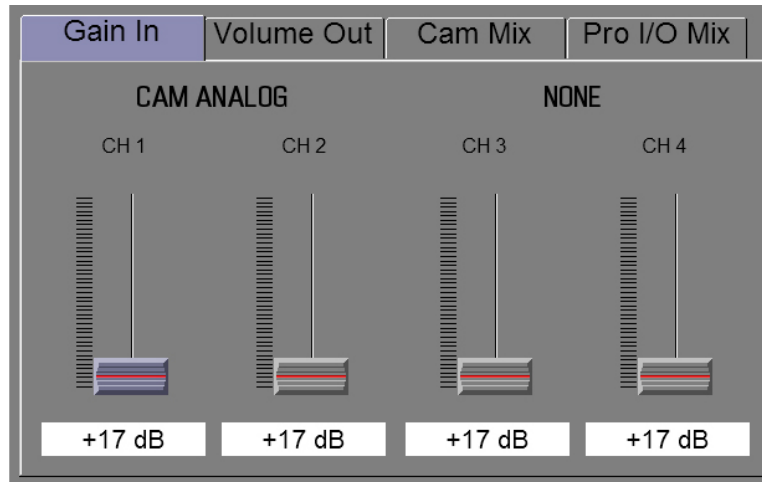 Gain In Volume Out Cam Mix Pro I/O Mix
CAM ANALOG NONE
CH 1 CH 2 CH 3 CH 4
+17 dB +17 dB +17 dB +17 dB